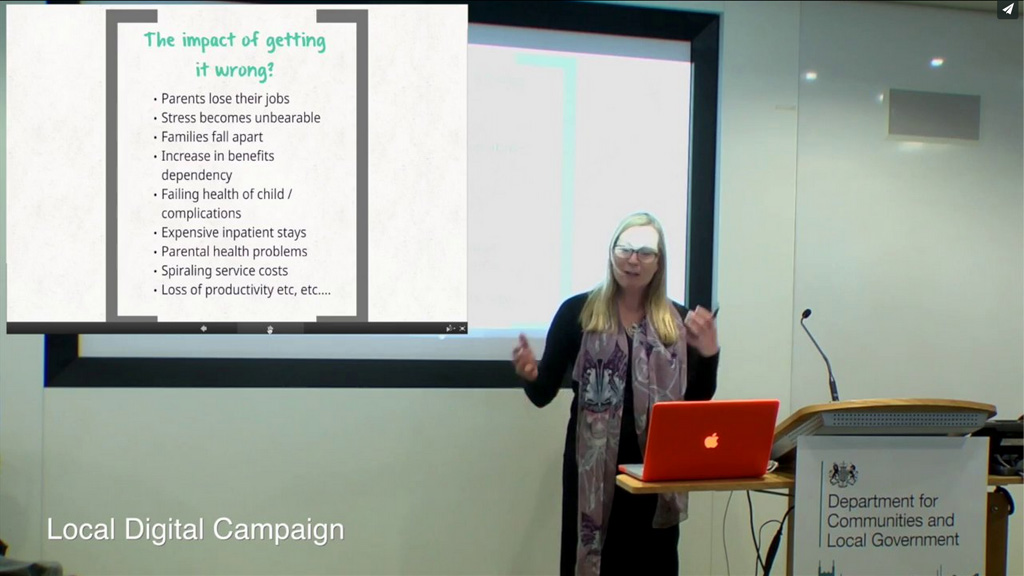 The impact of getting
it wrong?
• Parents lose their jobs
• Stress becomes unbearable
• Families fall apart
• Increase in benefits
dependency
• Failing health of child /
complications
• Expensive inpatient stays
• Parental health problems
• Spiraling service costs
• Loss of productivity etc, etc....
Local Digital Campaign
Department for
Communities and
Local Government